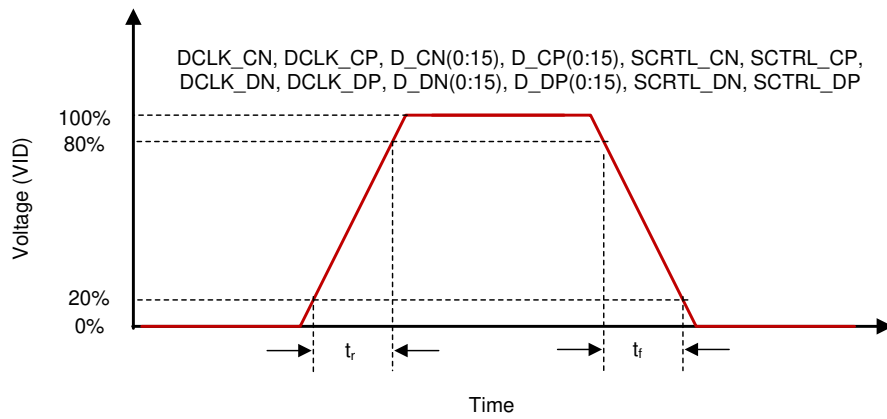 DCLK_CN, DCLK_CP, D_CN(0:15), D_CP(0:15), SCRTL_CN, SCTRL_CP,
DCLK_DN, DCLK_DP, D_DN(0:15), D_DP(0:15), SCRTL_DN, SCTRL_DP
100%
80%
Voltage (VID)
20%
0%
tr
tf
Time